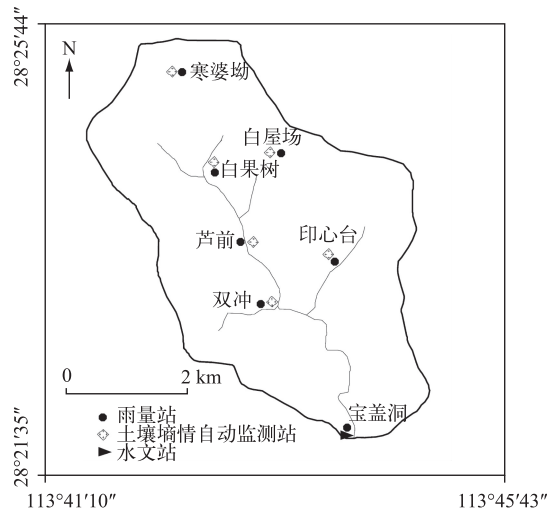 28°25′44″
N
寒婆坳
白屋场
白果树
芦前
印心台
双冲
0 2 km
宝盖洞
雨量站
土壤墒情自动监测站
水文站
28°21′35″
113°41′10″ 113°45′43″